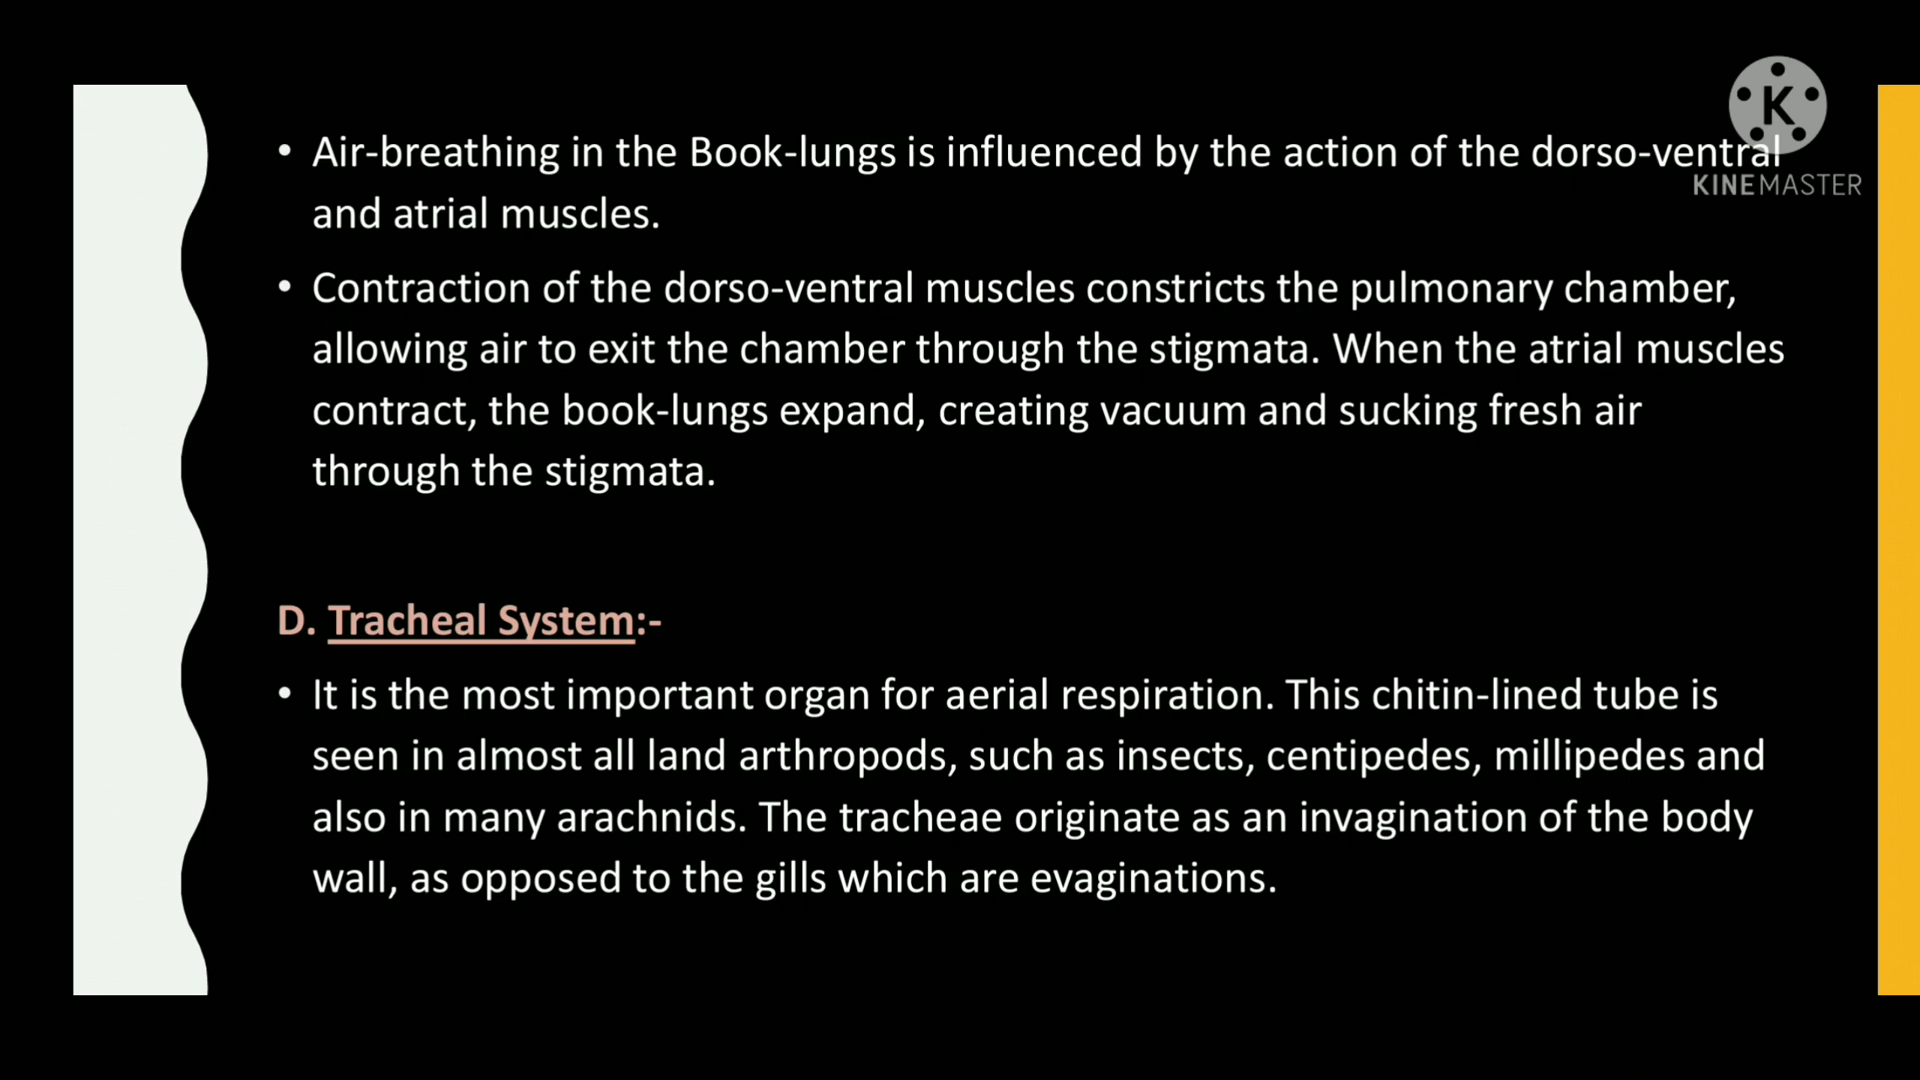 K
KINEMASTER
• Air-breathing in the Book-lungs is influenced by the action of the dorso-ventral
and atrial muscles.
• Contraction of the dorso-ventral muscles constricts the pulmonary chamber,
allowing air to exit the chamber through the stigmata. When the atrial muscles
contract, the book-lungs expand, creating vacuum and sucking fresh air
through the stigmata.
D. Tracheal System:-
• It is the most important organ for aerial respiration. This chitin-lined tube is
seen in almost all land arthropods, such as insects, centipedes, millipedes and
also in many arachnids. The tracheae originate as an invagination of the body
wall, as opposed to the gills which are evaginations.